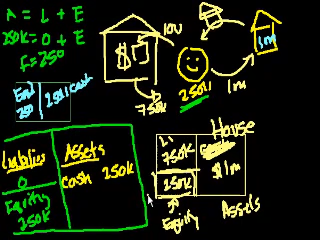 A = L + E
250k = 0 + E
E = 250
$
IOU
1m
750k
250k
1m
250k cash
250
House
Liabilities
0
Equity
250k
Assets
cash 250k
L:
750k
$1m
250k
Equity
Assets